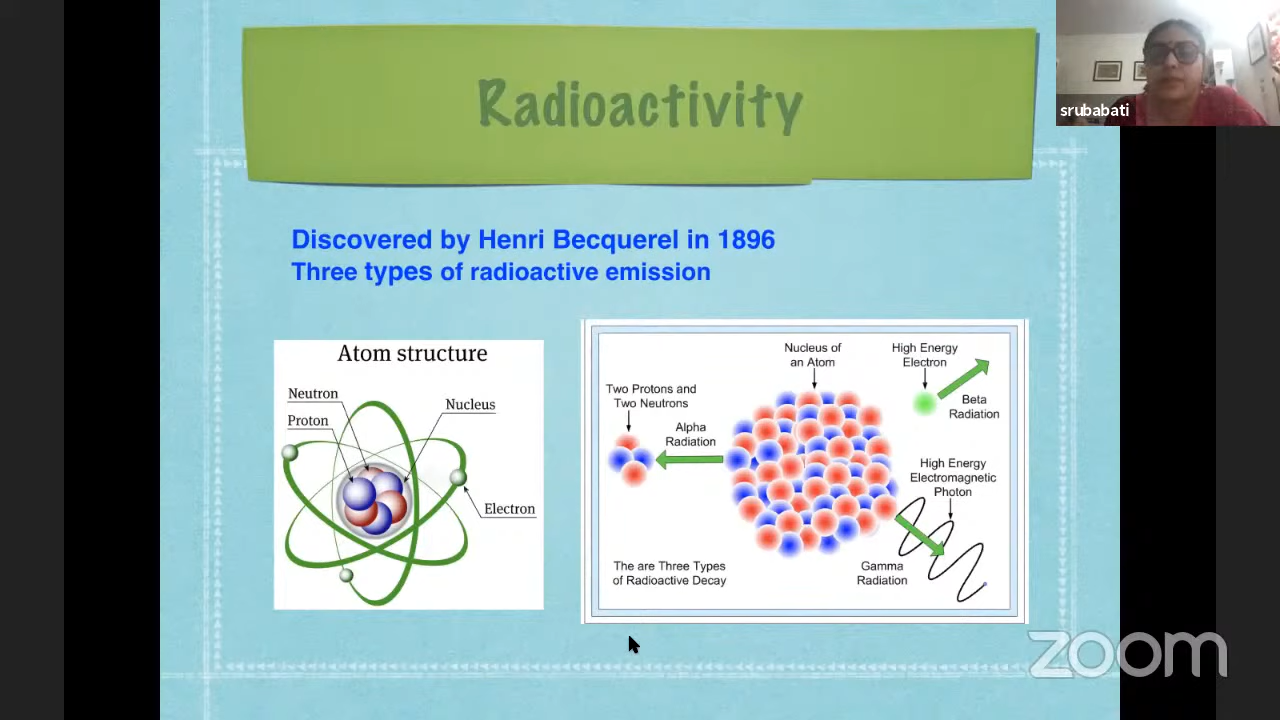 Radioactivity
srubabati
Discovered by Henri Becquerel in 1896
Three types of radioactive emission
Atom structure
Neutron
Proton
Nucleus
Electron
Nucleus of
an Atom
High Energy
Electron
Two Protons and
Two Neutrons
Beta
Radiation
Alpha
Radiation
High Energy
Electromagnetic
Photon
The are Three Types
of Radioactive Decay
Gamma
Radiation
zoom